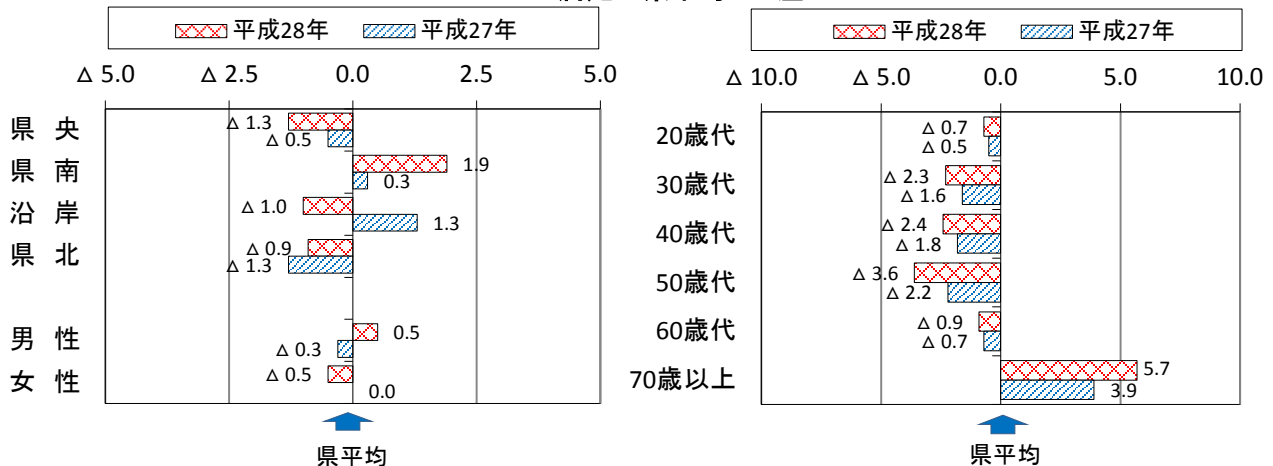 平成28年 平成27年
△ 5.0 △ 2.5 0.0 2.5 5.0
県 央
△ 1.3
△ 0.5
県 南
1.9
0.3
沿 岸
△ 1.0
1.3
県 北
△ 0.9
△ 1.3
男 性
0.5
△ 0.3
女 性
△ 0.5
0.0
県平均
平成28年 平成27年
△ 10.0 △ 5.0 0.0 5.0 10.0
20歳代
△ 0.7
△ 0.5
30歳代
△ 2.3
△ 1.6
40歳代
△ 2.4
△ 1.8
50歳代
△ 3.6
△ 2.2
60歳代
△ 0.9
△ 0.7
70歳以上
5.7
3.9
県平均